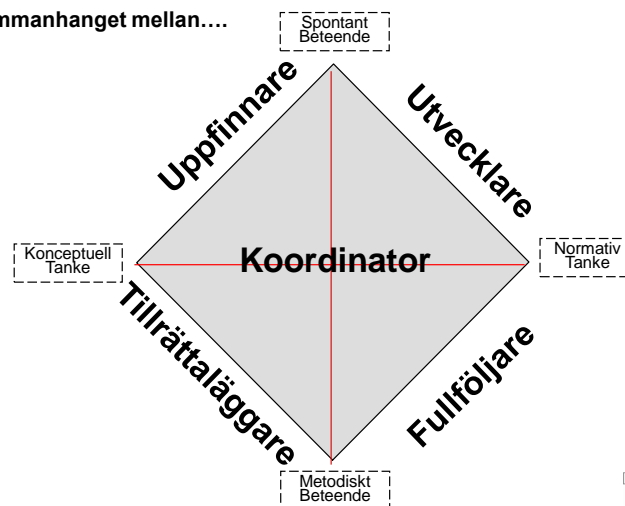 mmanhanget mellan….
Spontant
Beteende
Uppfinnare
Utvecklare
Konceptuell
Tanke
Koordinator
Normativ
Tanke
Tillrättaläggare
Fullföljare
Metodiskt
Beteende